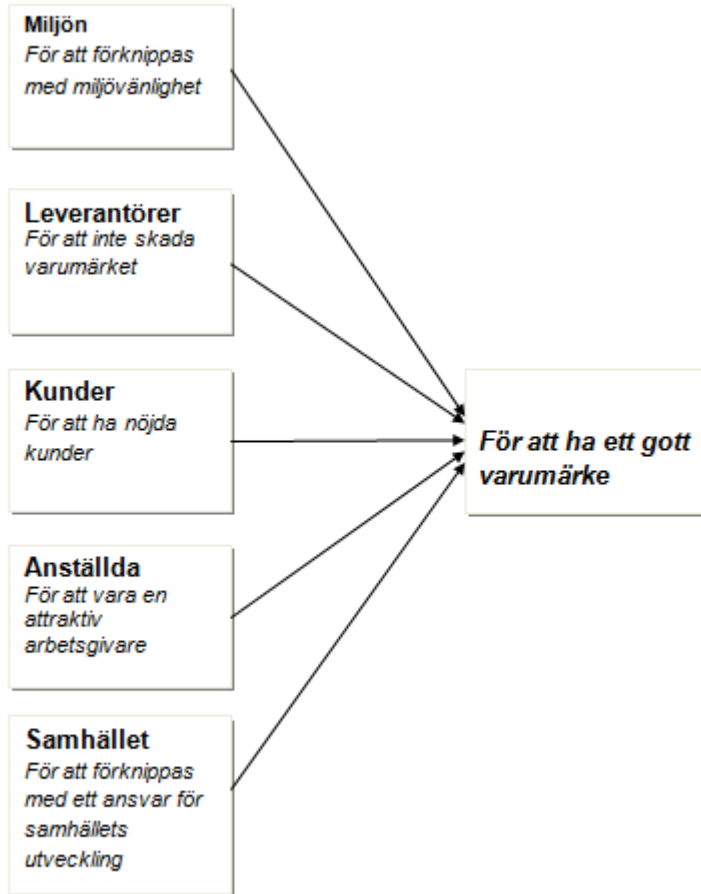 Miljön
För att förknippas
med miljövänlighet
Leverantörer
För att inte skada
varumärket
Kunder
För att ha nöjda
kunder
För att ha ett gott
varumärke
Anställda
För att vara en
attraktiv
arbetsgivare
Samhället
För att förknippas
med ett ansvar för
samhällets
utveckling